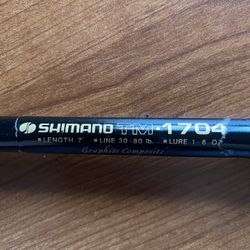 SHIMANO TM-1704
■ LENGTH 7' ■ LINE 30-80 lb. ■ LURE 1-6 OZ
Graphite Composite